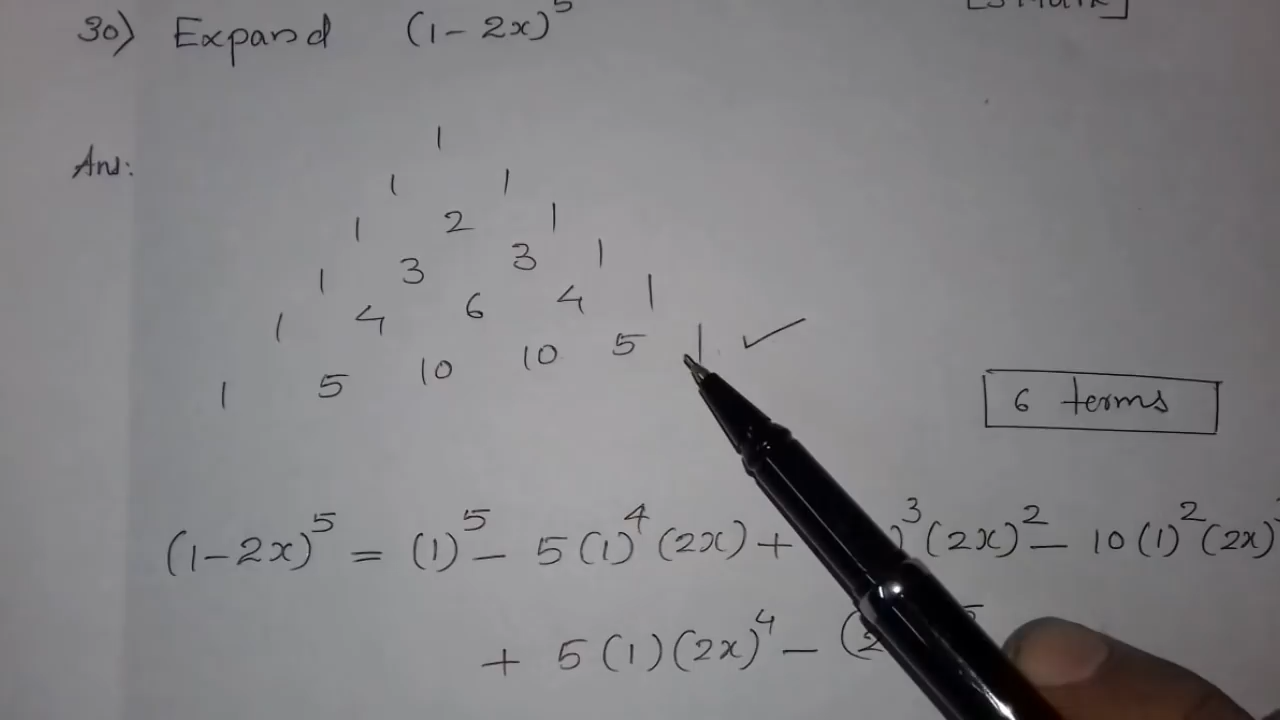 30) Expand (1-2x)^5
Ans:
1
1 1
1 2 1
1 3 3 1
1 4 6 4 1
1 5 10 10 5 1 ✓
6 terms
(1-2x)^5 = (1)^5 - 5(1)^4(2x) + )^3(2x)^2 - 10(1)^2(2x)
+ 5(1)(2x)^4 - (2